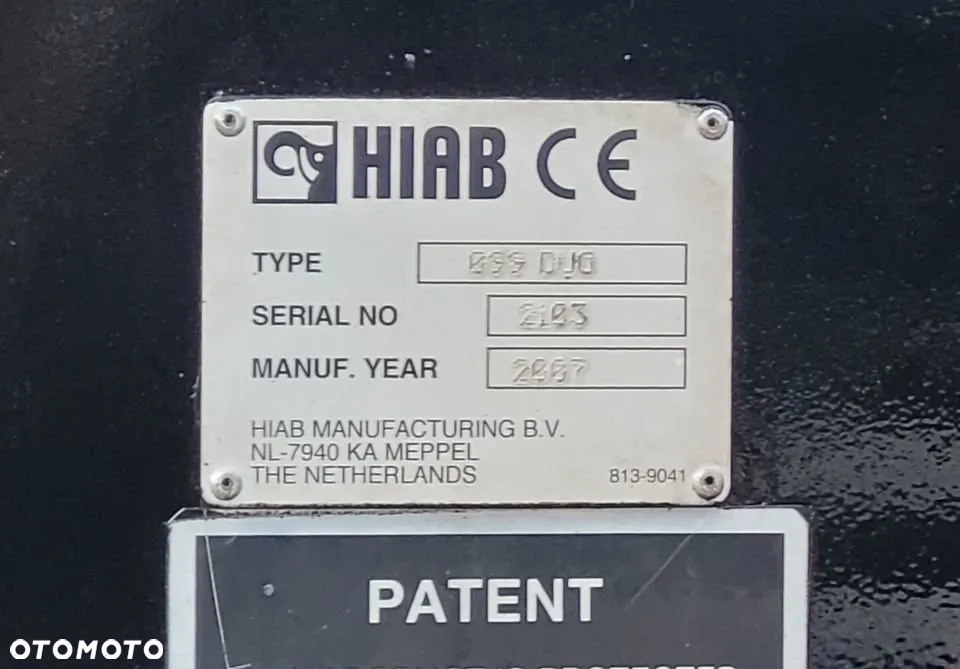 HIAB CE
TYPE 099 DUO
SERIAL NO 2103
MANUF. YEAR 2007
HIAB MANUFACTURING B.V.
NL-7940 KA MEPPEL
THE NETHERLANDS 813-9041
PATENT
OTOMOTO